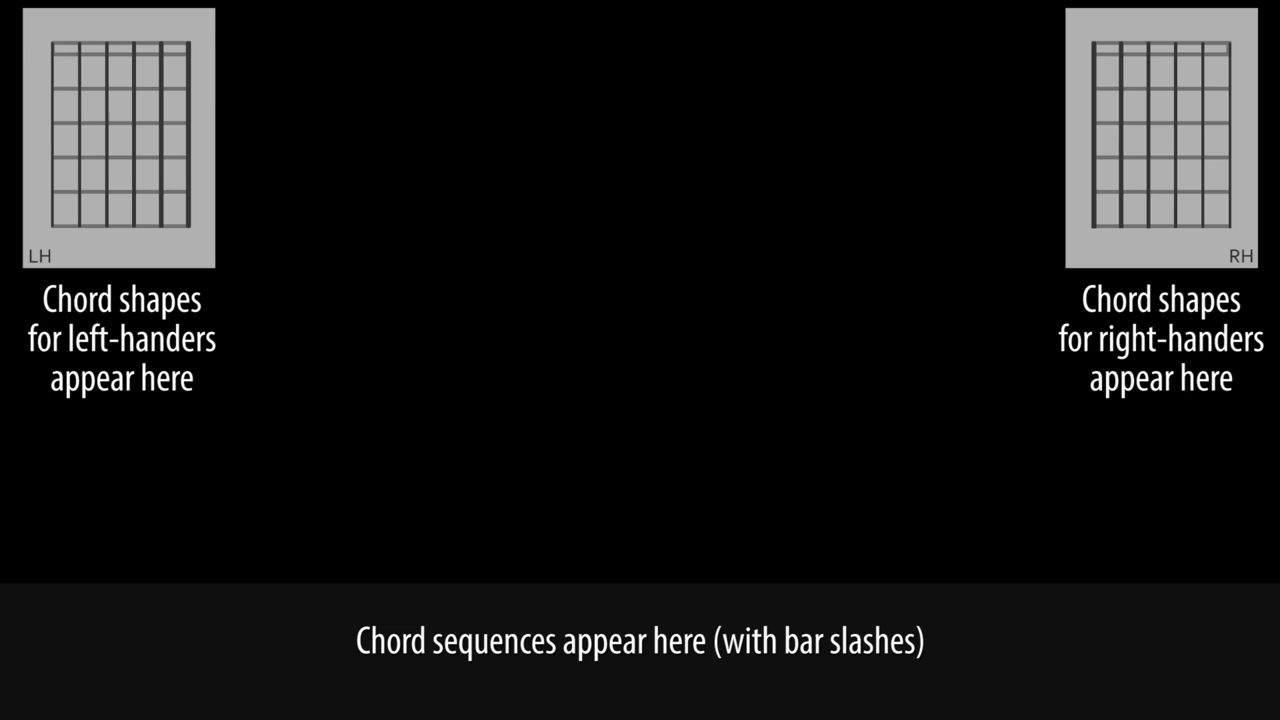 LH
Chord shapes
for left-handers
appear here
RH
Chord shapes
for right-handers
appear here
Chord sequences appear here (with bar slashes)